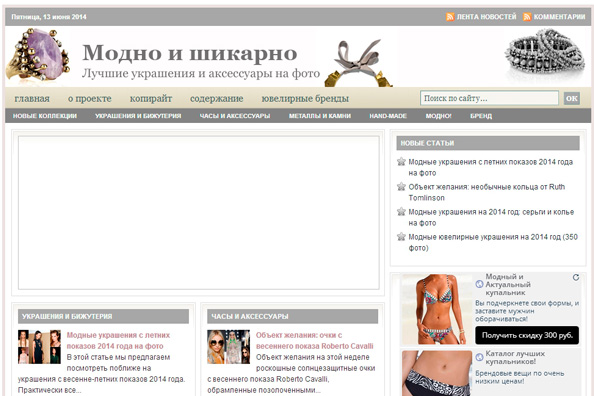 Пятница, 13 июня 2014
ЛЕНТА НОВОСТЕЙ КОММЕНТАРИИ
Модно и шикарно
Лучшие украшения и аксессуары на фото
главная о проекте копирайт содержание ювелирные бренды
Поиск по сайту... ОК
НОВЫЕ КОЛЛЕКЦИИ УКРАШЕНИЯ И БИЖУТЕРИЯ ЧАСЫ И АКСЕССУАРЫ МЕТАЛЛЫ И КАМНИ HAND-MADE МОДНО! БРЕНД
НОВЫЕ СТАТЬИ
Модные украшения с летних показов 2014 года
на фото
Объект желания: необычные кольца от Ruth
Tomlinson
Модные украшения на 2014 год: серьги и колье
на фото
Модные ювелирные украшения на 2014 год (350
фото)
Модный и
Актуальный
купальник
Вы подчеркнете свои формы, и
заставите мужчин
оборачиваться!
Получить скидку 300 руб.
Каталог лучших
купальников!
Брендовые вещи по очень
низким ценам!
УКРАШЕНИЯ И БИЖУТЕРИЯ
Модные украшения с летних
показов 2014 года на фото
В этой статье мы предлагаем
посмотреть поближе на
украшения с весенне-летних показов 2014 года.
Практически все...
ЧАСЫ И АКСЕССУАРЫ
Объект желания: очки с
весеннего показа Roberto Cavalli
Объект желания на этой неделе
роскошные солнцезащитные очки
с весеннего показа Roberto Cavalli,
обрамленные позолоченным...